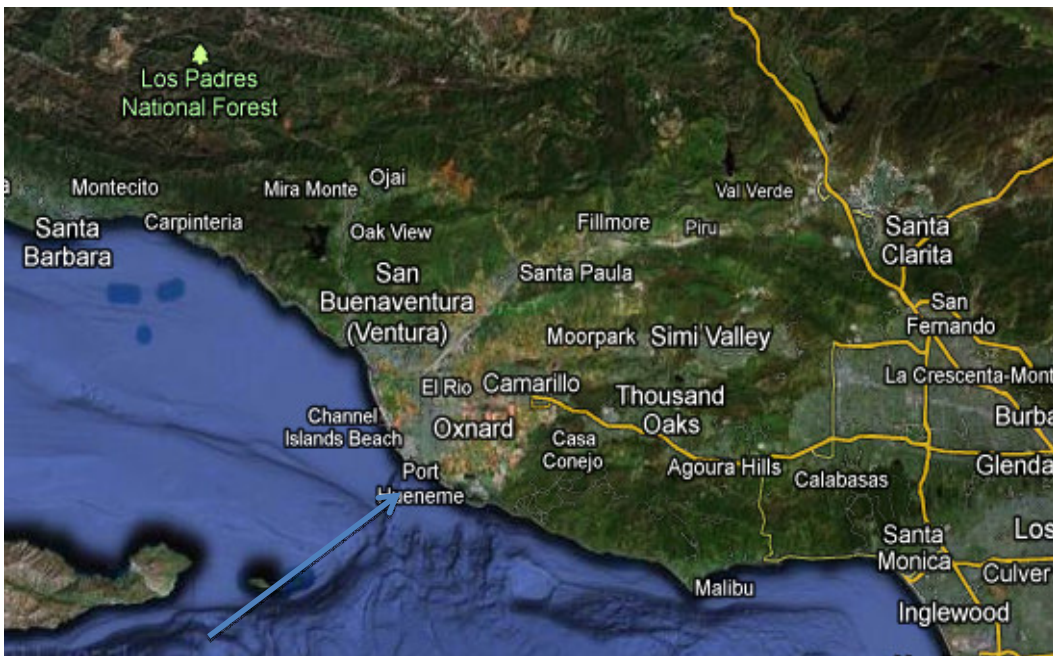 Los Padres
National Forest
Montecito
Mira Monte
Ojai
Val Verde
Santa
Barbara
Carpinteria
Oak View
Fillmore
Piru
Santa
Clarita
San
Buenaventura
(Ventura)
Santa Paula
San
Fernando
Moorpark
Simi Valley
La Crescenta-Mont
El Rio
Camarillo
Thousand
Oaks
Burba
Channel
Islands Beach
Oxnard
Casa
Conejo
Agoura Hills
Calabasas
Glenda
Port
Hueneme
Santa
Monica
Los
Malibu
Culver
Inglewood